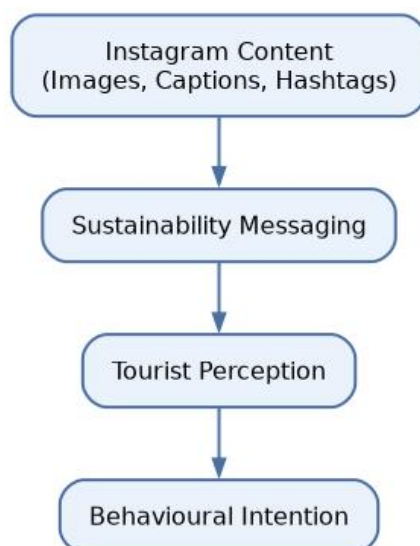 Instagram Content
(Images, Captions, Hashtags)
Sustainability Messaging
Tourist Perception
Behavioural Intention